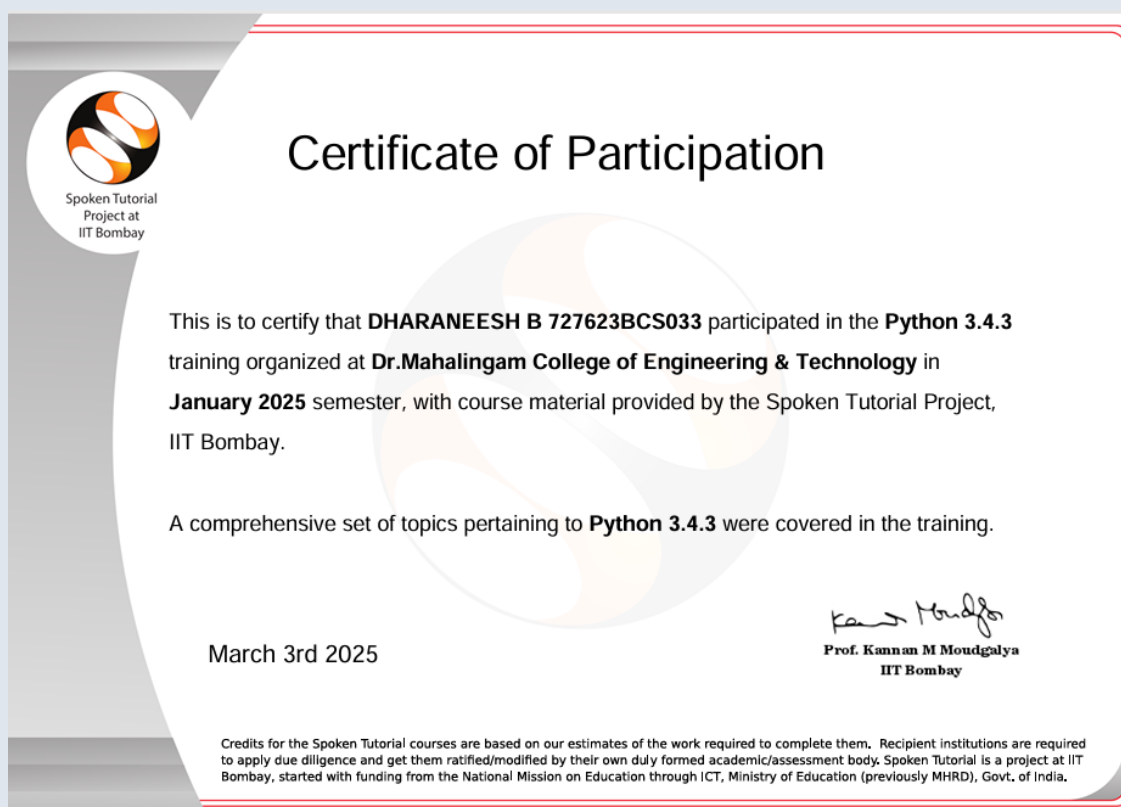 Spoken Tutorial
Project at
IIT Bombay
Certificate of Participation
This is to certify that DHARANEESH B 727623BCS033 participated in the Python 3.4.3
training organized at Dr.Mahalingam College of Engineering & Technology in
January 2025 semester, with course material provided by the Spoken Tutorial Project,
IIT Bombay.
A comprehensive set of topics pertaining to Python 3.4.3 were covered in the training.
March 3rd 2025
Prof. Kannan M Moudgalya
IIT Bombay
Credits for the Spoken Tutorial courses are based on our estimates of the work required to complete them. Recipient institutions are required
to apply due diligence and get them ratified/modified by their own duly formed academic/assessment body. Spoken Tutorial is a project at IIT
Bombay, started with funding from the National Mission on Education through ICT, Ministry of Education (previously MHRD), Govt. of India.